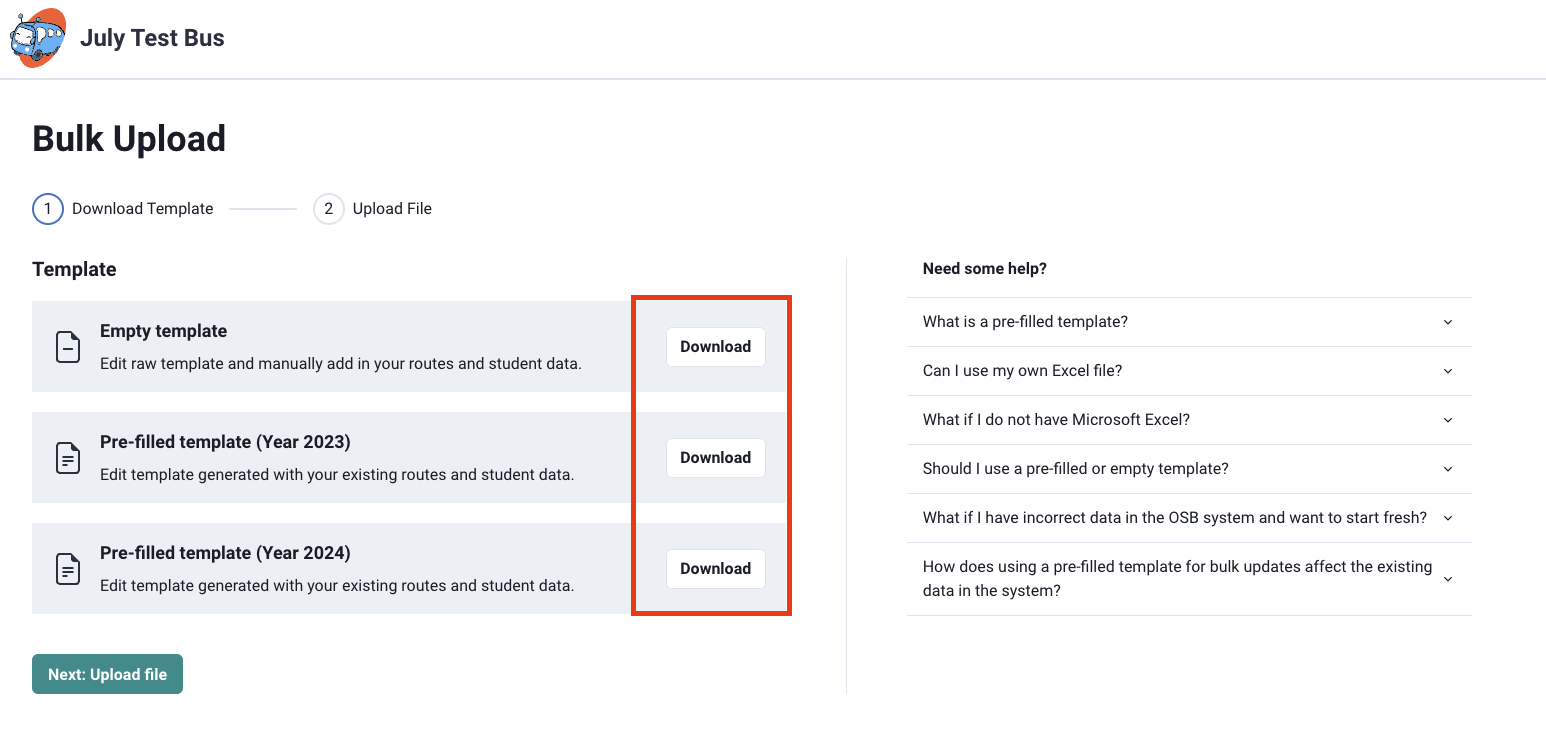 July Test Bus
Bulk Upload
1 Download Template
2 Upload File
Template
Empty template
Edit raw template and manually add in your routes and student data.
Download
Pre-filled template (Year 2023)
Edit template generated with your existing routes and student data.
Download
Pre-filled template (Year 2024)
Edit template generated with your existing routes and student data.
Download
Next: Upload file
Need some help?
What is a pre-filled template?
Can I use my own Excel file?
What if I do not have Microsoft Excel?
Should I use a pre-filled or empty template?
What if I have incorrect data in the OSB system and want to start fresh?
How does using a pre-filled template for bulk updates affect the existing
data in the system?